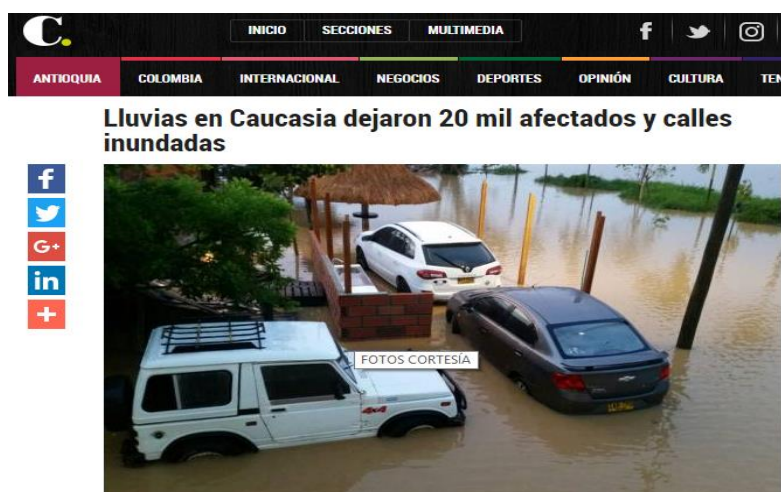 C.
INICIO SECCIONES MULTIMEDIA
ANTIOQUIA COLOMBIA INTERNACIONAL NEGOCIOS DEPORTES OPINIÓN CULTURA TEN
Lluvias en Caucasia dejaron 20 mil afectados y calles
inundadas
G+
in
FOTOS CORTESÍA
4x4